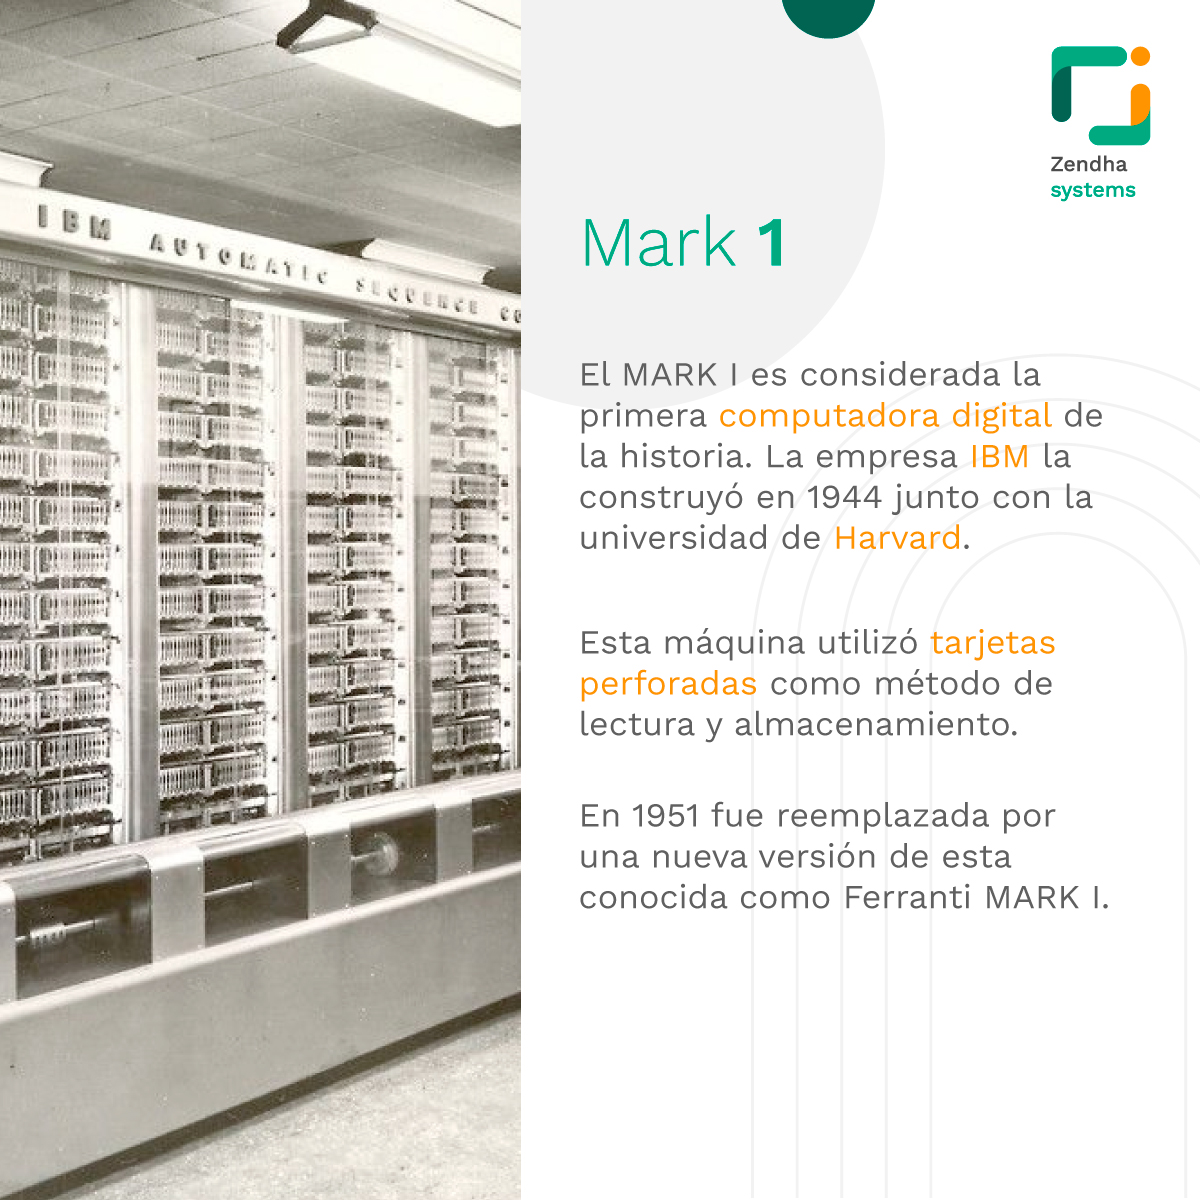 IBM AUTOMATIC SEQUENCE CO
Zendha
systems
Mark 1
El MARK I es considerada la
primera computadora digital de
la historia. La empresa IBM la
construyó en 1944 junto con la
universidad de Harvard.
Esta máquina utilizó tarjetas
perforadas como método de
lectura y almacenamiento.
En 1951 fue reemplazada por
una nueva versión de esta
conocida como Ferranti MARK I.